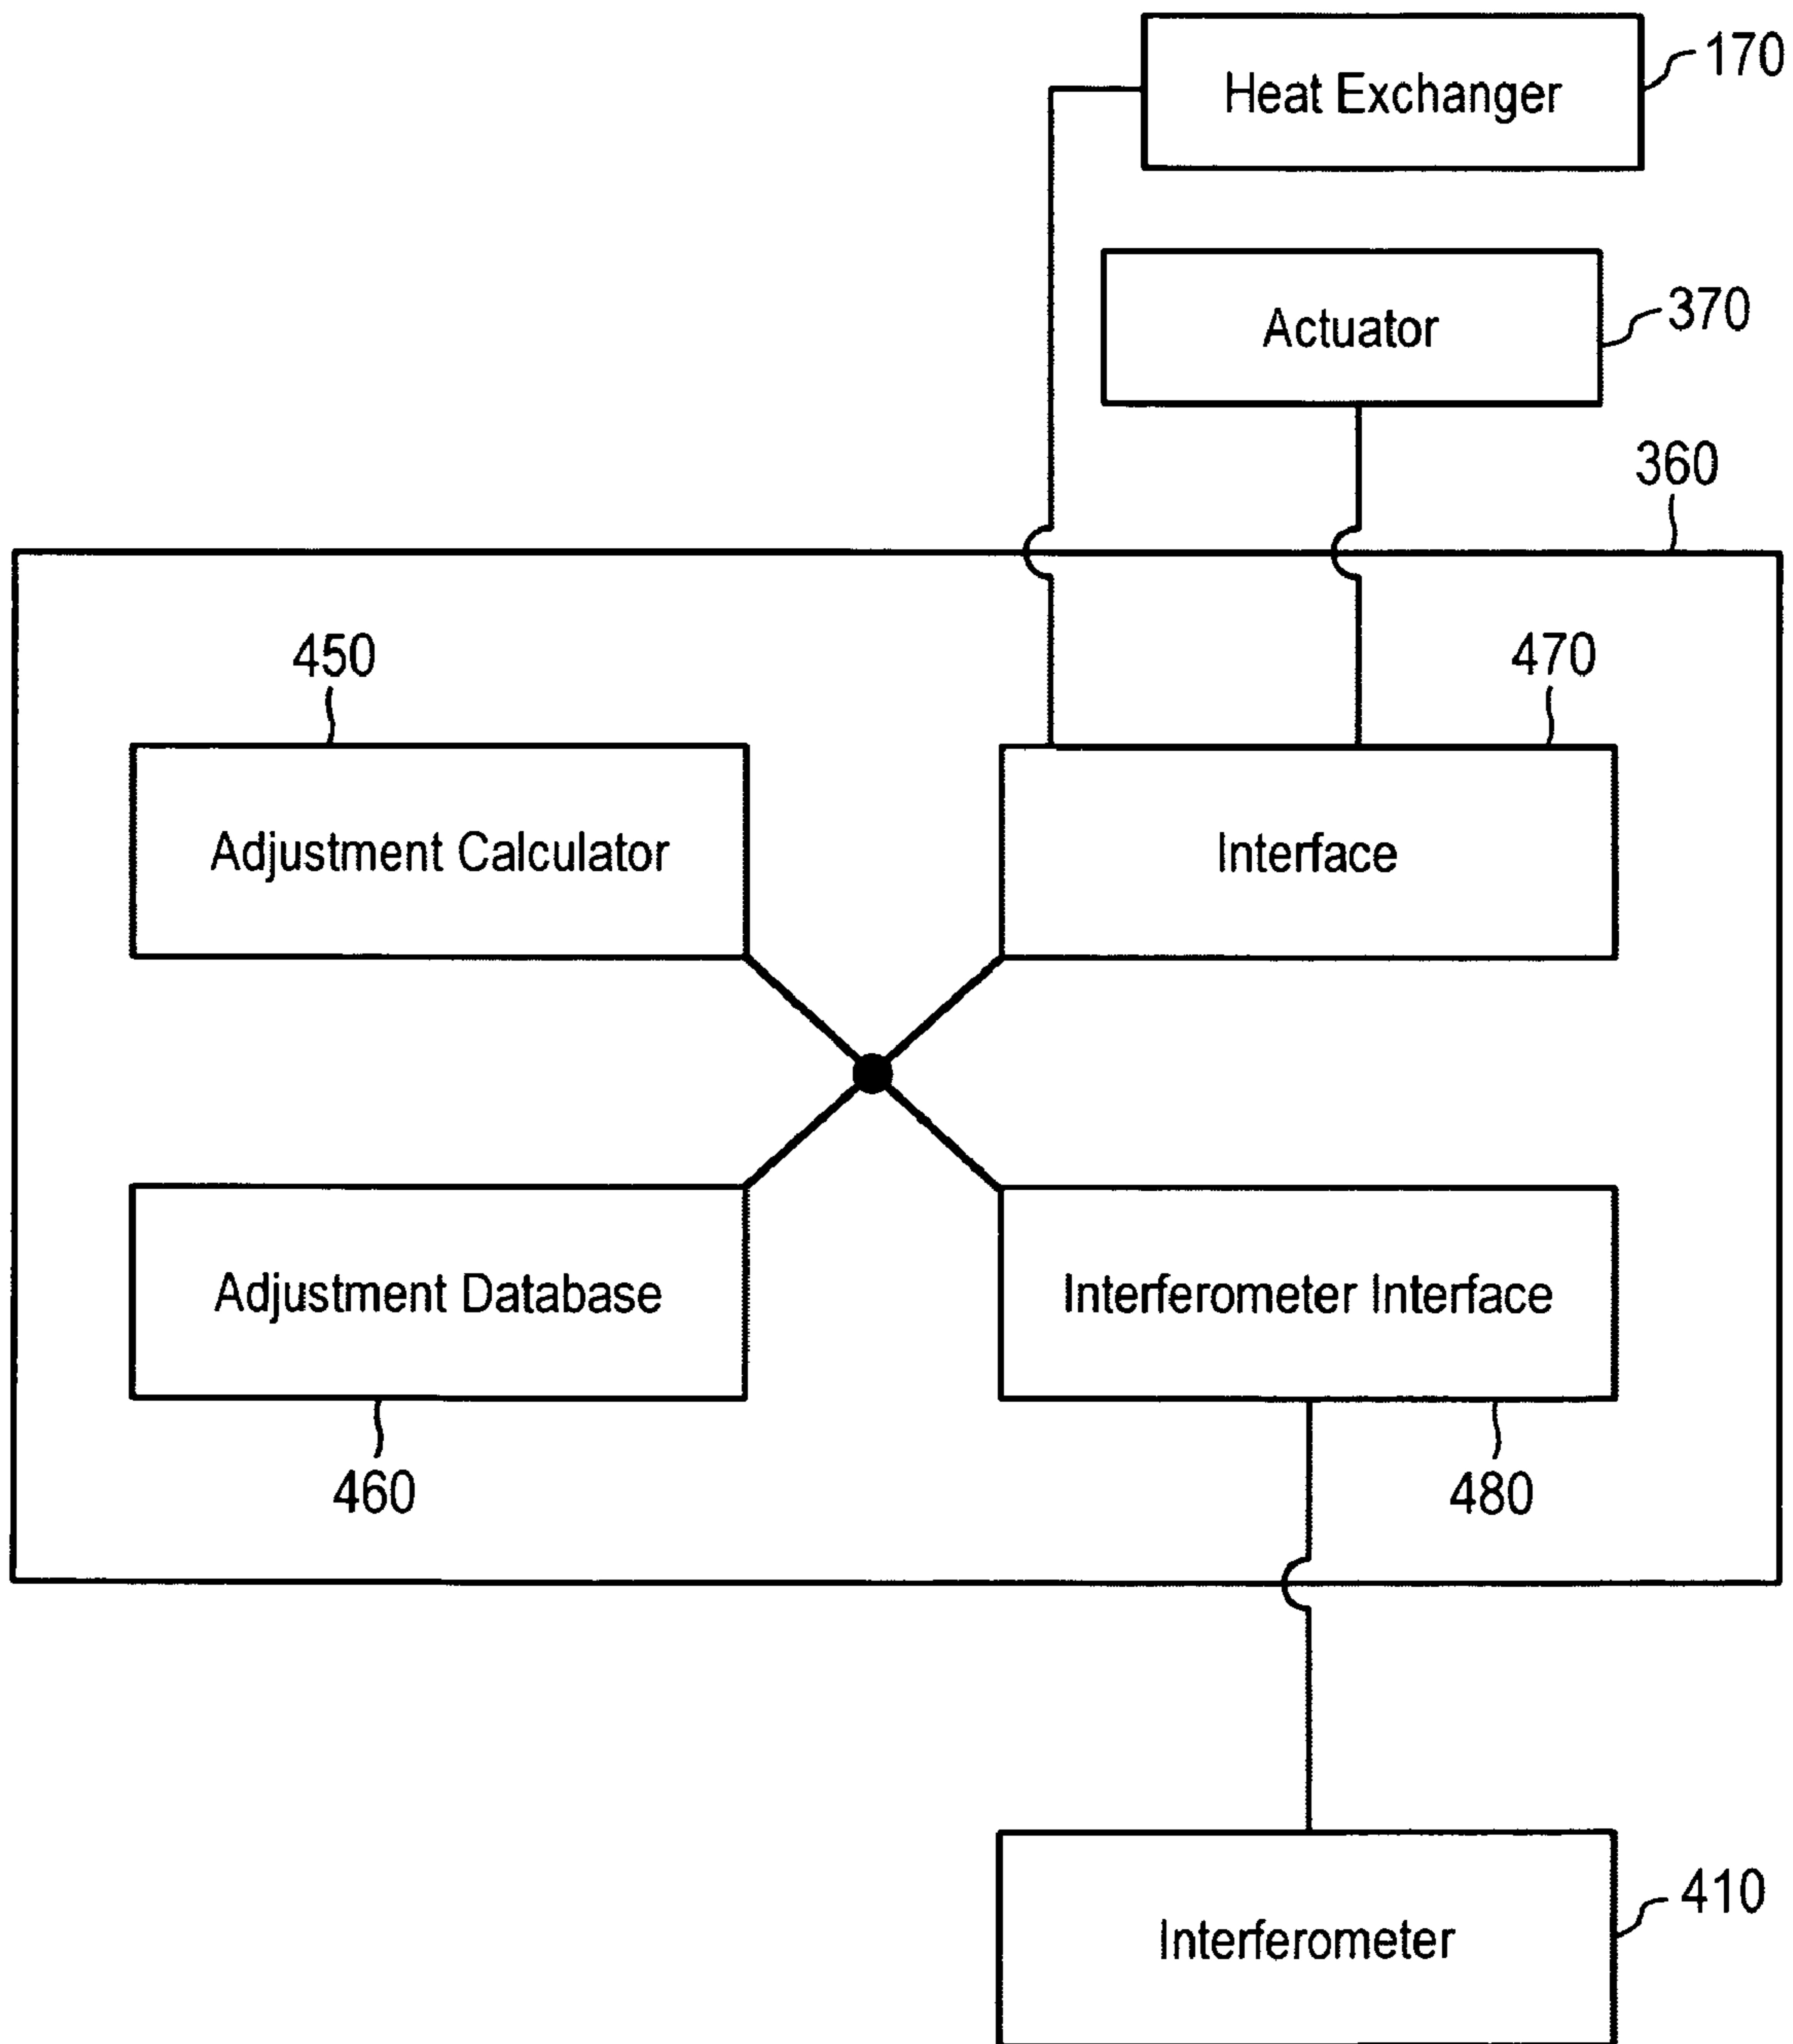 Heat Exchanger
170
Actuator
370
360
450
470
Adjustment Calculator
Interface
Adjustment Database
Interferometer Interface
460
480
Interferometer
410